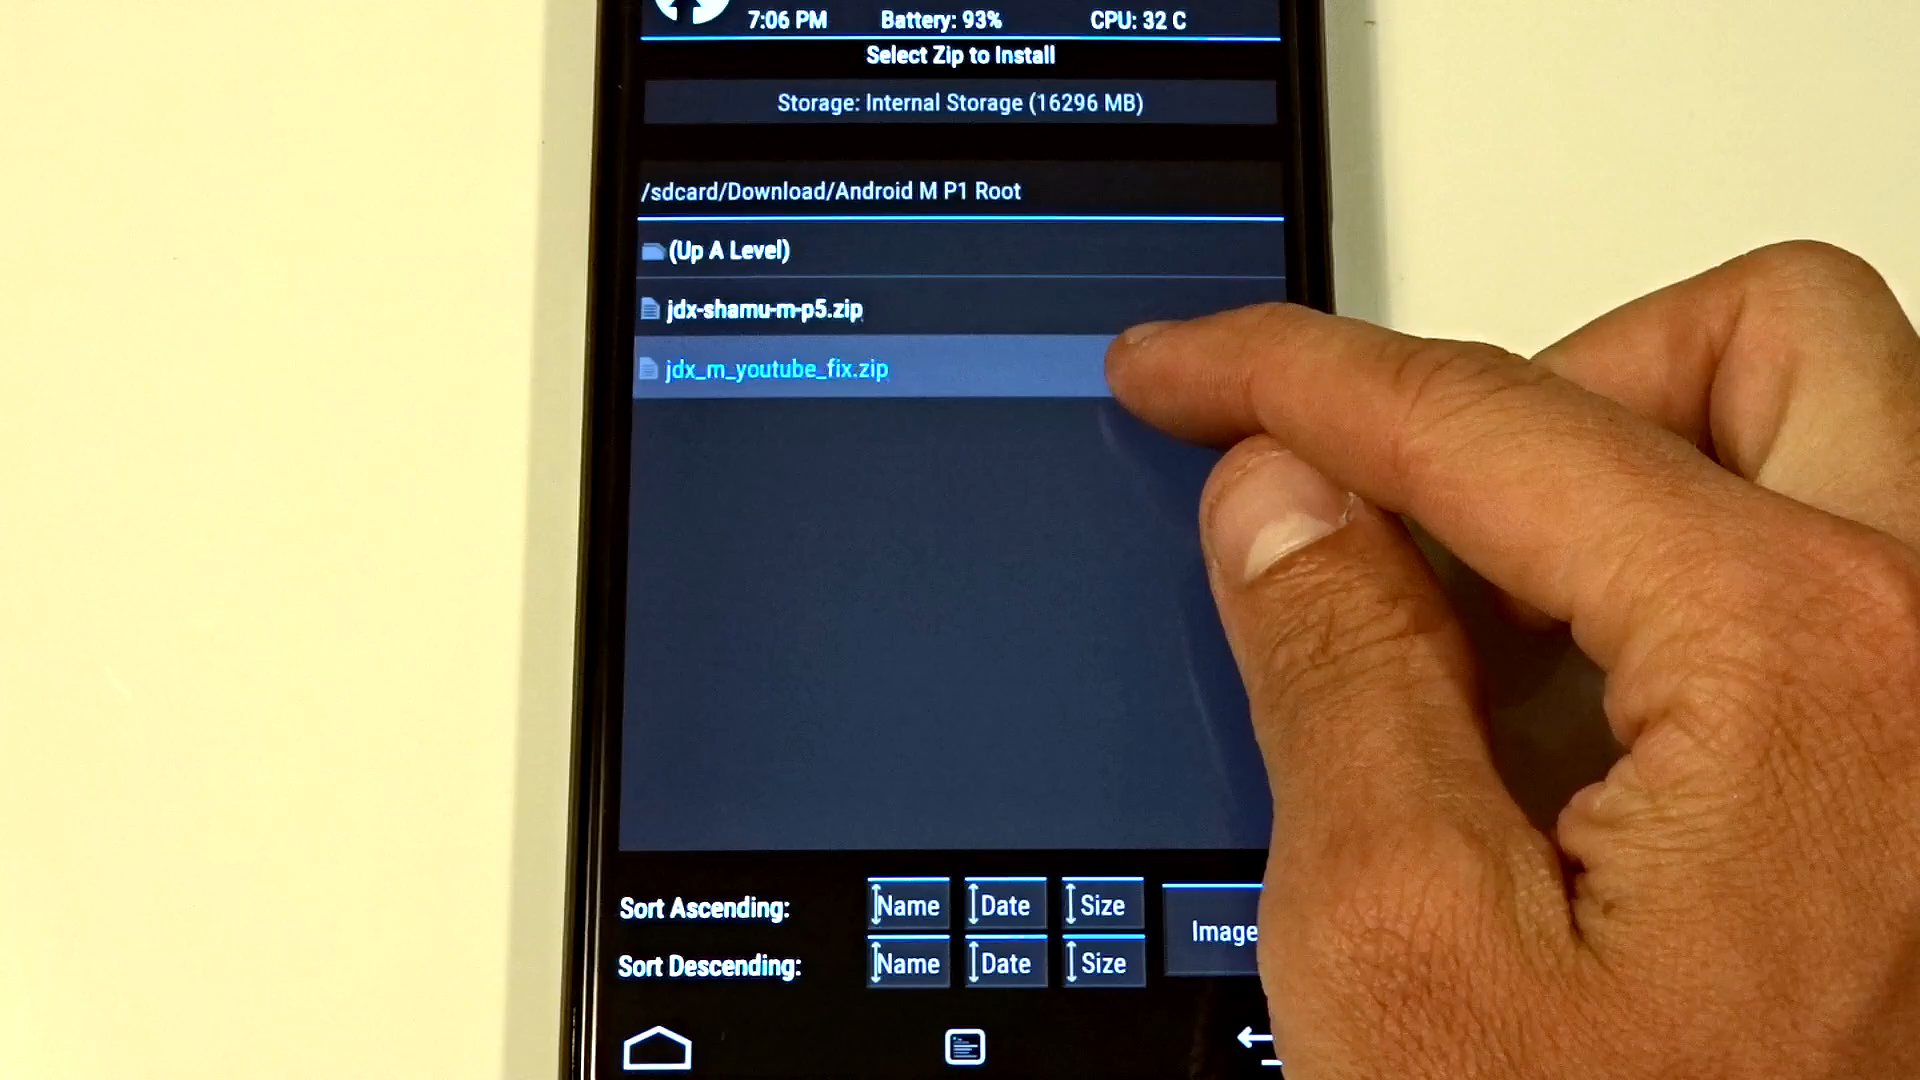 7:06 PM Battery: 93% CPU: 32 C
Select Zip to Install
Storage: Internal Storage (16296 MB)
/sdcard/Download/Android M P1 Root
(Up A Level)
jdx-shamu-m-p5.zip
jdx_m_youtube_fix.zip
Sort Ascending: Name Date Size
Image
Sort Descending: Name Date Size